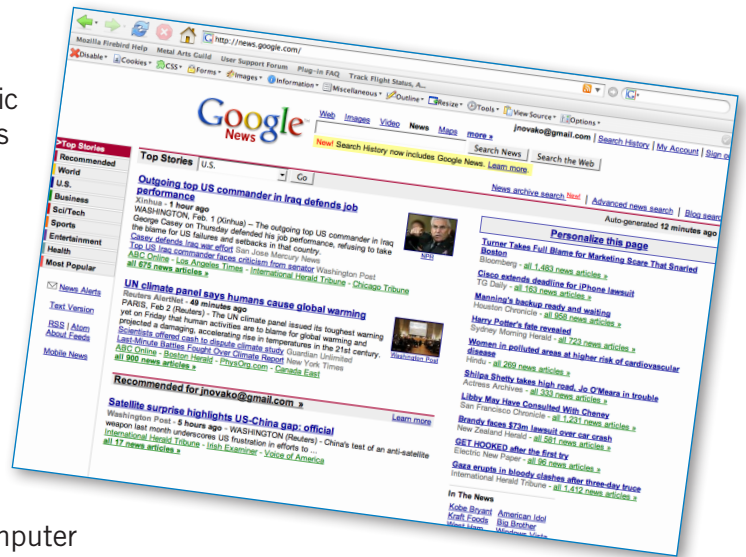 ic
s
mputer
http://news.google.com/
Mozilla Firebird Help Metal Arts Guild User Support Forum Plug-in FAQ Track Flight Status, A...
Disable Cookies CSS Forms Images Information Miscellaneous Outline Resize Tools View Source Options
Google
News
Web Images Video News Maps more »
jnovako@gmail.com | Search History | My Account | Sign o
Search News Search the Web
New! Search History now includes Google News. Learn more.
News archive search New! | Advanced news search | Blog searc
>Top Stories
Recommended
World
U.S.
Business
Sci/Tech
Sports
Entertainment
Health
Most Popular
News Alerts
Text Version
RSS | Atom
About Feeds
Mobile News
Top Stories U.S. Go
Auto-generated 12 minutes ago
Outgoing top US commander in Iraq defends job
performance
Xinhua - 1 hour ago
WASHINGTON, Feb. 1 (Xinhua) -- The outgoing top US commander in Iraq
George Casey on Thursday defended his job performance, refusing to take
the blame for US failures and setbacks in that country.
Casey defends Iraq war effort San Jose Mercury News
Top US Iraq commander faces criticism from senator Washington Post
ABC Online - Los Angeles Times - International Herald Tribune - Chicago Tribune
all 675 news articles »
NPR
UN climate panel says humans cause global warming
Reuters AlertNet - 49 minutes ago
PARIS, Feb 2 (Reuters) - The UN climate panel issued its toughest warning
yet on Friday that human activities are to blame for global warming and
projected a damaging, accelerating rise in temperatures in the 21st century.
Scientists offered cash to dispute climate study Guardian Unlimited
Last-Minute Battles Fought Over Climate Report New York Times
ABC Online - Boston Herald - PhysOrg.com - Canada East
all 900 news articles »
Washington Post
Recommended for jnovako@gmail.com »
Learn more
Satellite surprise highlights US-China gap: official
Washington Post - 5 hours ago - WASHINGTON (Reuters) - China's test of an anti-satellite
weapon last month underscores US frustration in efforts to ...
International Herald Tribune - Irish Examiner - Voice of America
all 17 news articles »
Personalize this page
Turner Takes Full Blame for Marketing Scare That Snarled
Boston
Bloomberg - all 1,463 news articles »
Cisco extends deadline for iPhone lawsuit
TG Daily - all 163 news articles »
Manning's backup ready and waiting
Houston Chronicle - all 958 news articles »
Harry Potter's fate revealed
Sydney Morning Herald - all 723 news articles »
Women in polluted areas at higher risk of cardiovascular
disease
Hindu - all 269 news articles »
Shilpa Shetty takes high road, Jo O'Meara in trouble
Actress Archives - all 333 news articles »
Libby May Have Consulted With Cheney
San Francisco Chronicle - all 1,231 news articles »
Brandy faces $73m lawsuit over car crash
New Zealand Herald - all 581 news articles »
GET HOOKED after the first try
Electric New Paper - all 96 news articles »
Gaza erupts in bloody clashes after three-day truce
International Herald Tribune - all 1,412 news articles »
In The News
Kobe Bryant American Idol
Kraft Foods Big Brother
West Ham Windows Vista